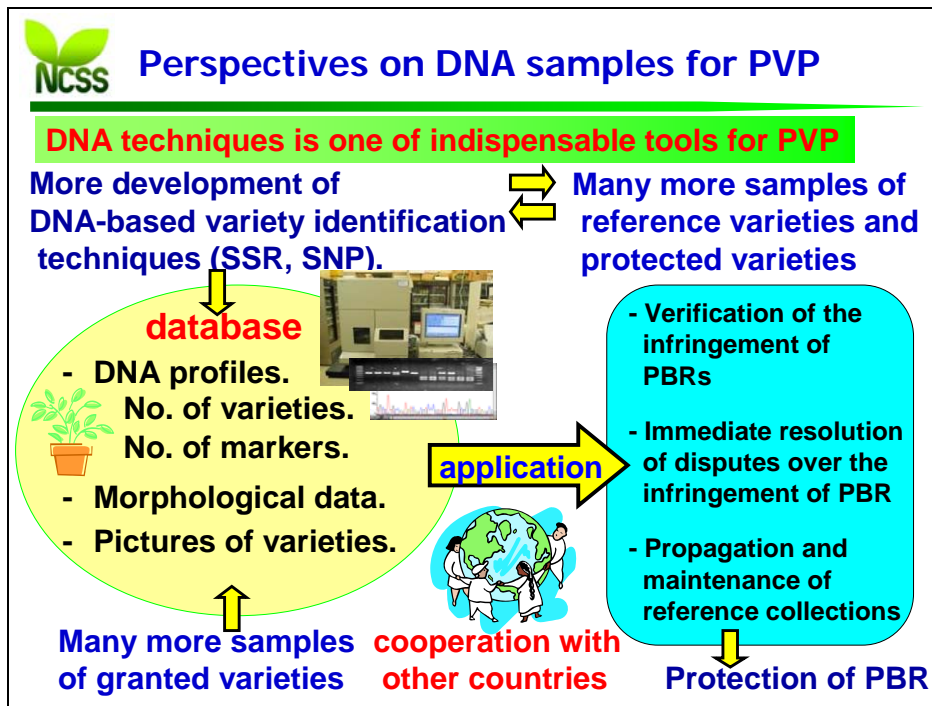 NCSS
Perspectives on DNA samples for PVP
DNA techniques is one of indispensable tools for PVP
More development of
DNA-based variety identification
techniques (SSR, SNP).
Many more samples of
reference varieties and
protected varieties
database
- DNA profiles.
No. of varieties.
No. of markers.
- Morphological data.
- Pictures of varieties.
application
- Verification of the
infringement of
PBRs
- Immediate resolution
of disputes over the
infringement of PBR
- Propagation and
maintenance of
reference collections
Many more samples
of granted varieties
cooperation with
other countries
Protection of PBR